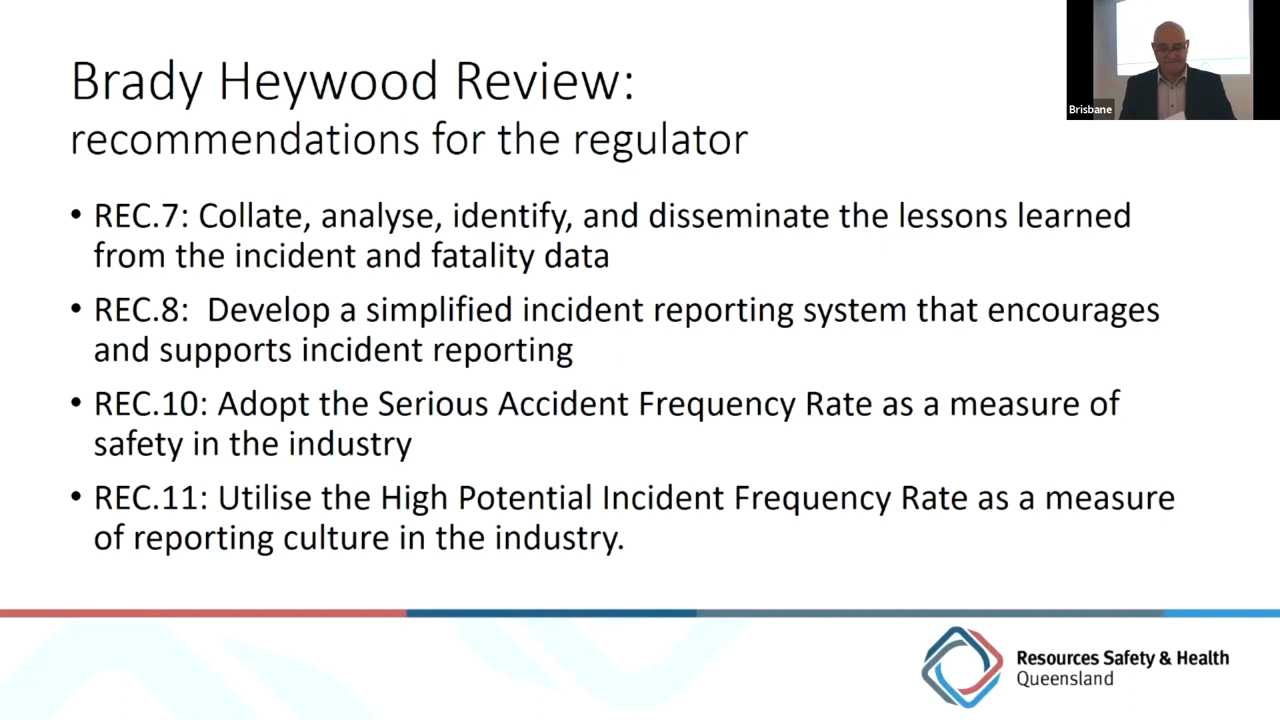 Brady Heywood Review:
recommendations for the regulator
Brisbane
• REC.7: Collate, analyse, identify, and disseminate the lessons learned
from the incident and fatality data
• REC.8:  Develop a simplified incident reporting system that encourages
and supports incident reporting
• REC.10: Adopt the Serious Accident Frequency Rate as a measure of
safety in the industry
• REC.11: Utilise the High Potential Incident Frequency Rate as a measure
of reporting culture in the industry.
Resources Safety & Health
Queensland